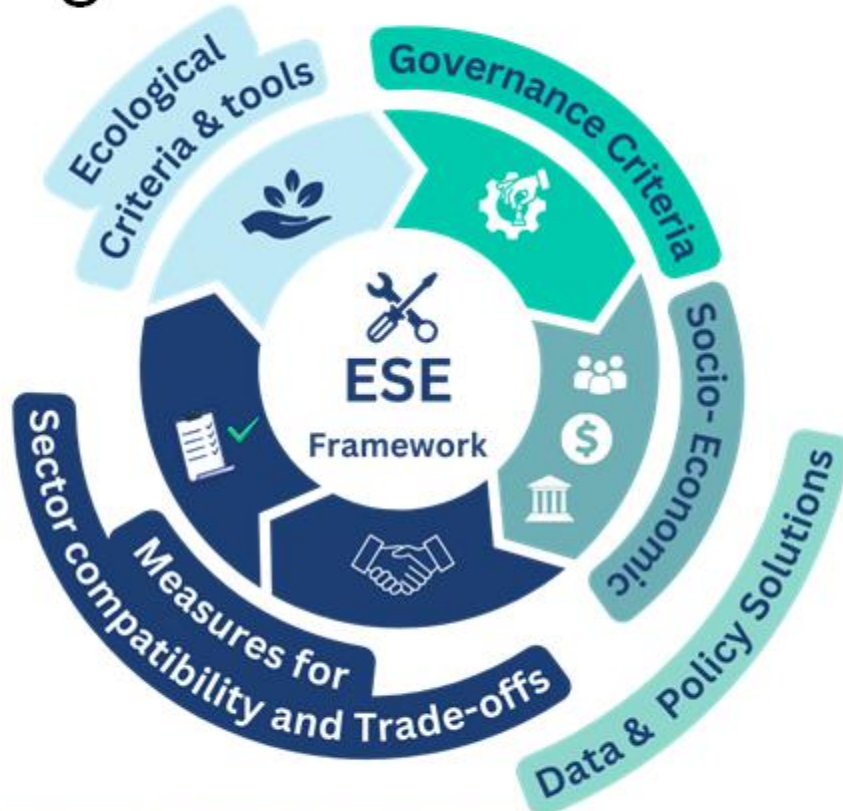 Ecological
Criteria & tools
Governance Criteria
Socio- Economic
Data & Policy Solutions
Measures for
Sector compatibility and Trade-offs
ESE
Framework